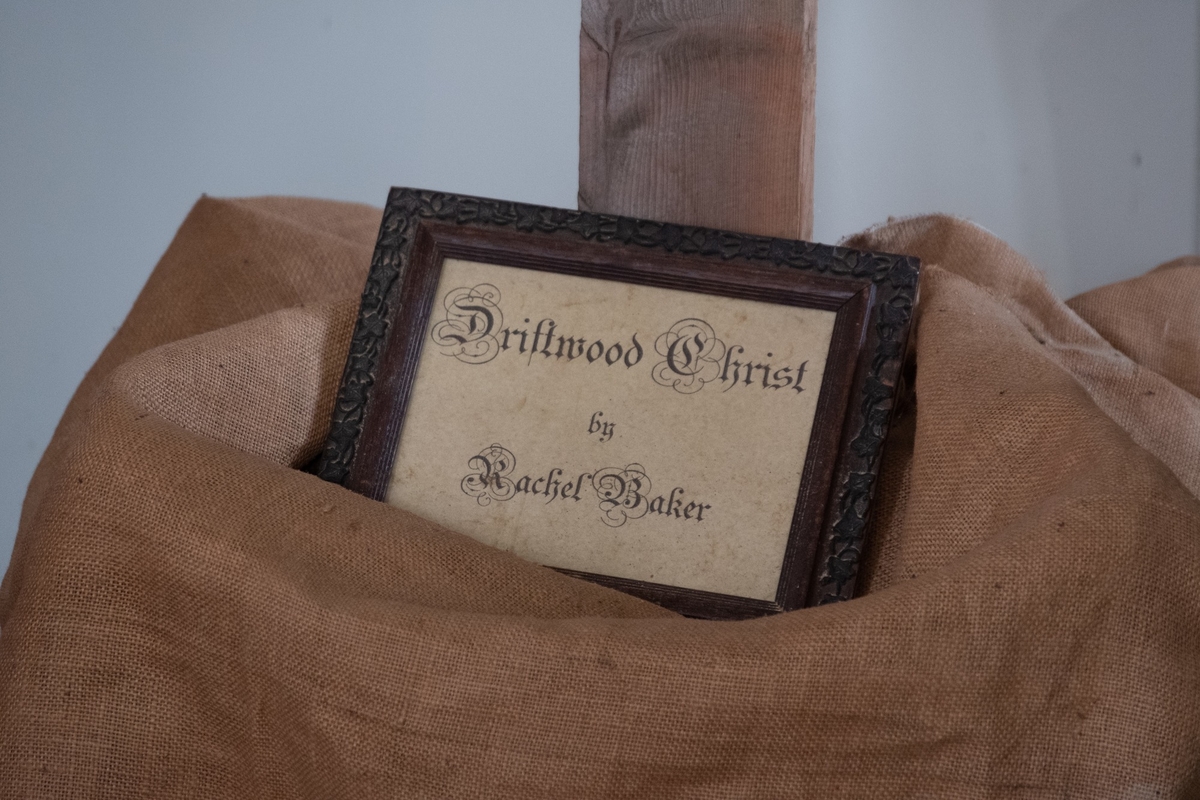 Driftwood Christ
by
Rachel Baker